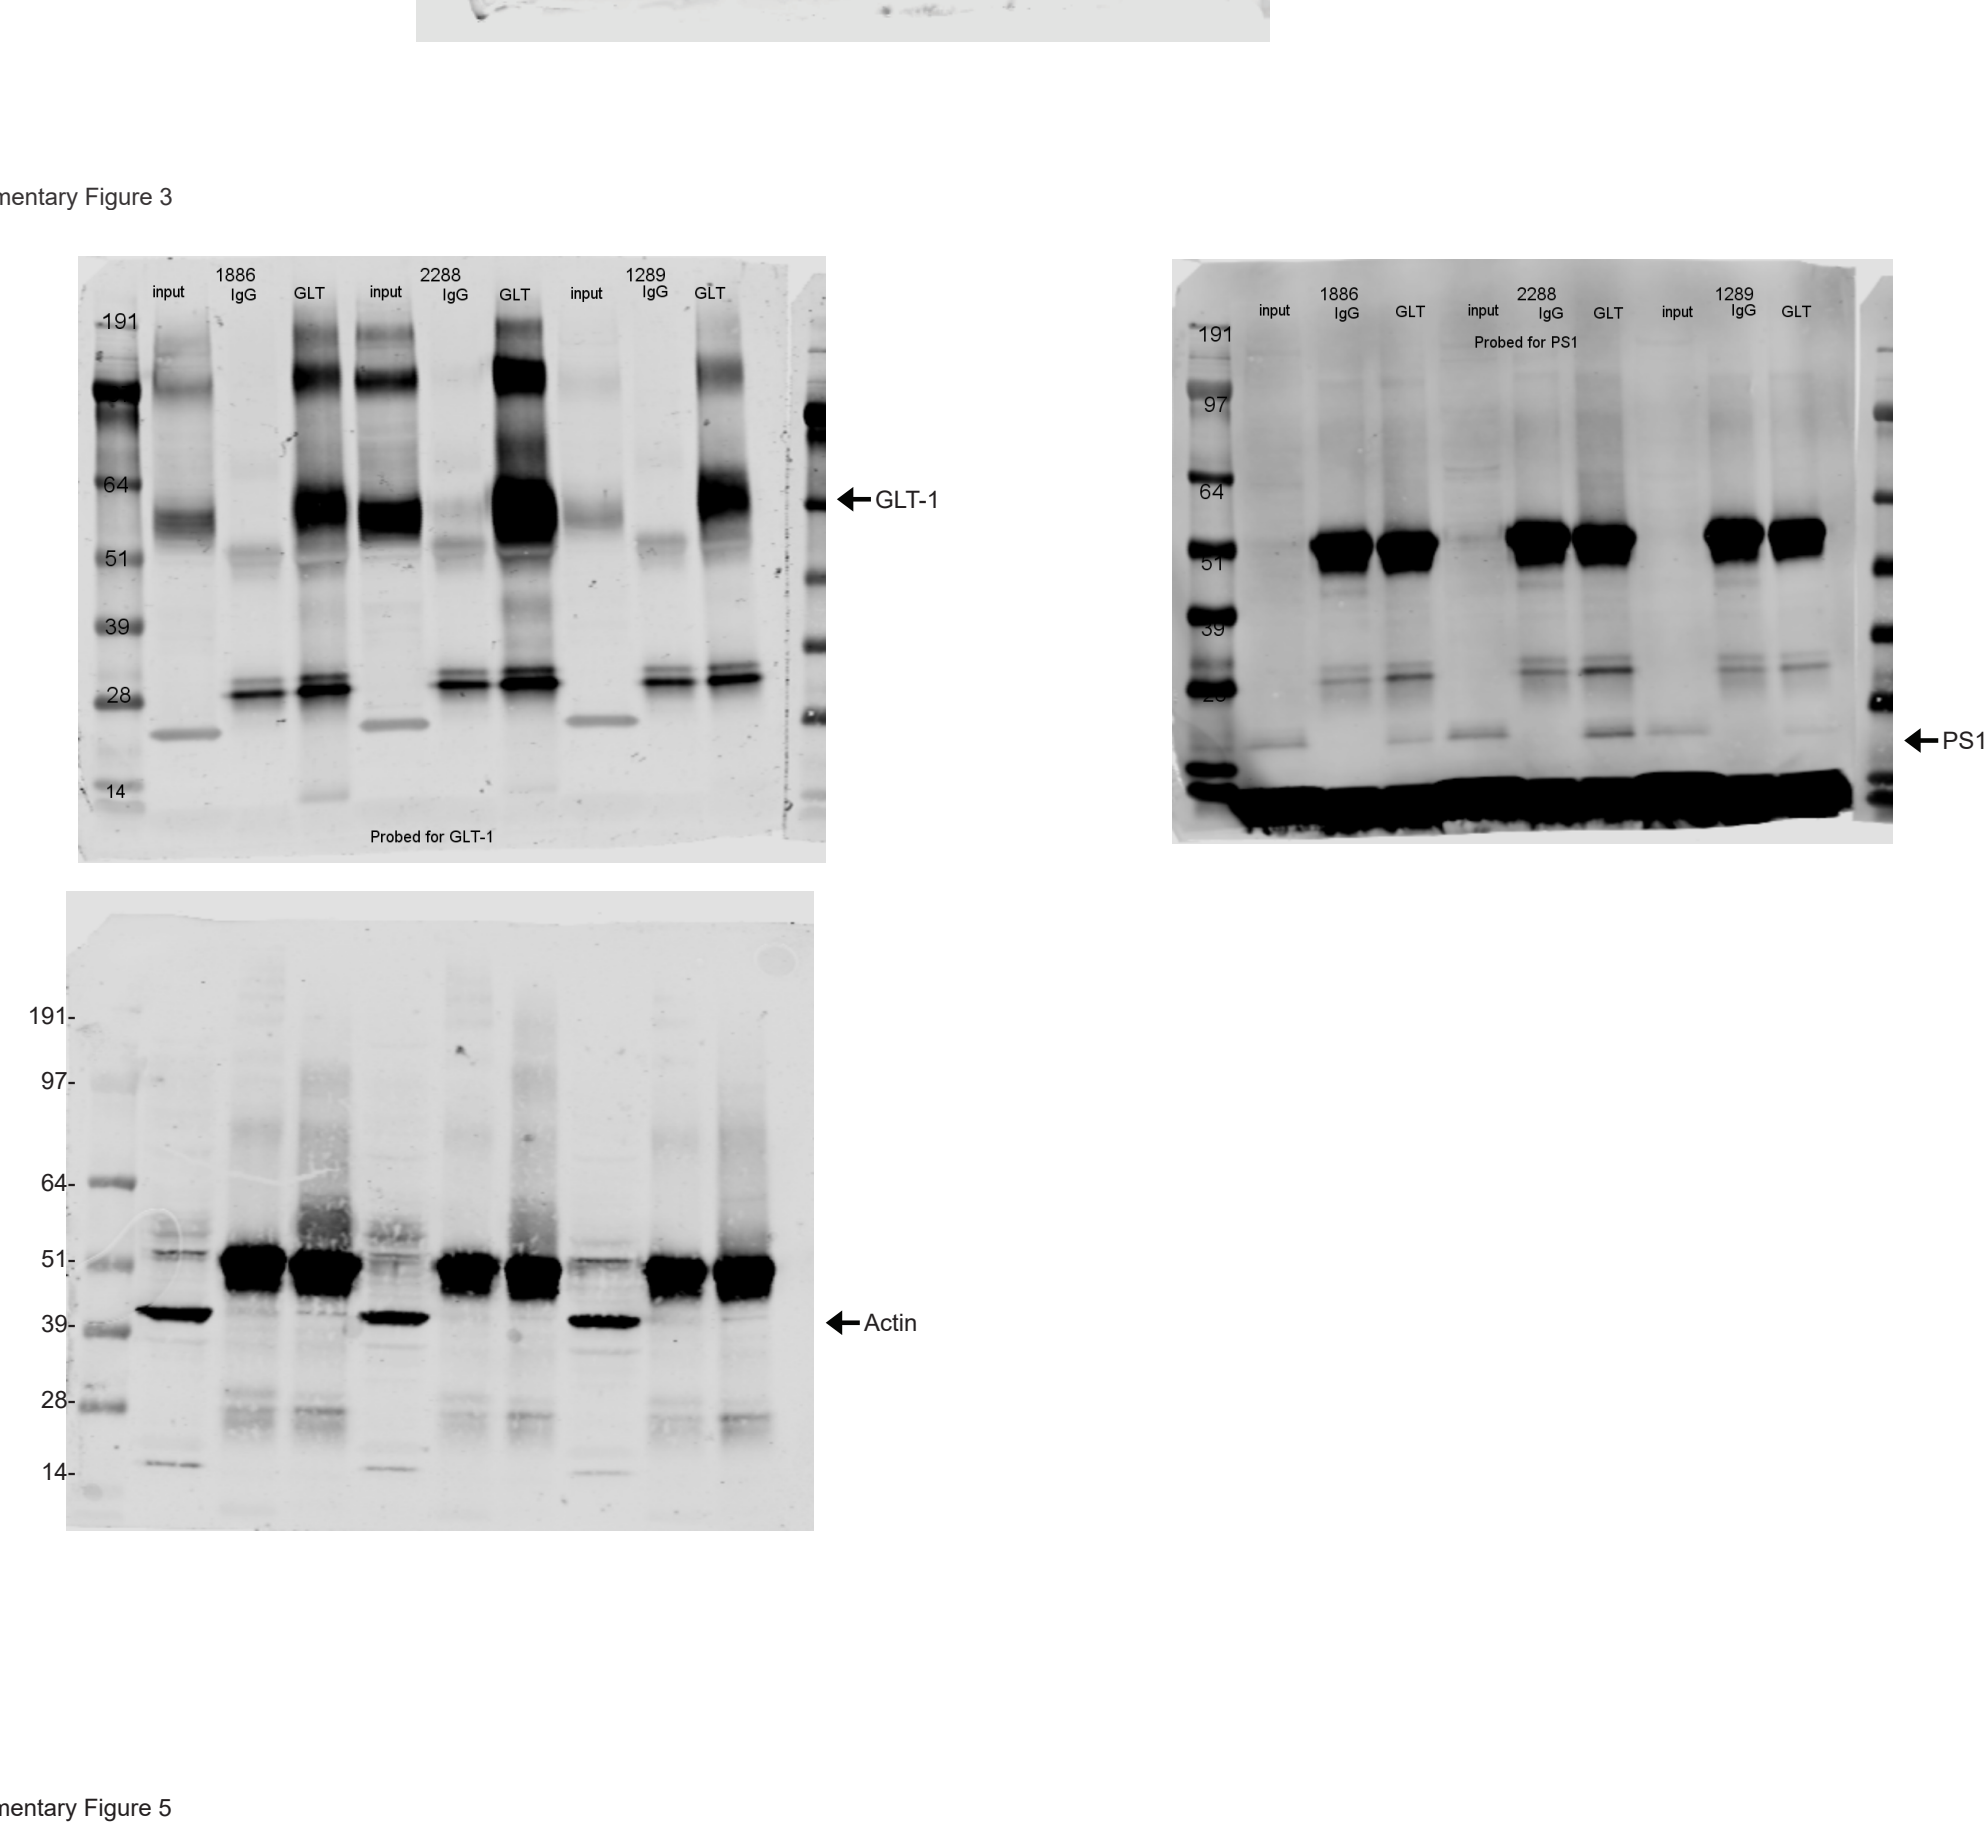 mentary Figure 3
1886 2288 1289
input IgG GLT input IgG GLT input IgG GLT
191
64
51
39
28
14
Probed for GLT-1
GLT-1
1886 2288 1289
input IgG GLT input IgG GLT input IgG GLT
Probed for PS1
191
97
64
51
39
28
PS1
191-
97-
64-
51-
39-
28-
14-
Actin
mentary Figure 5